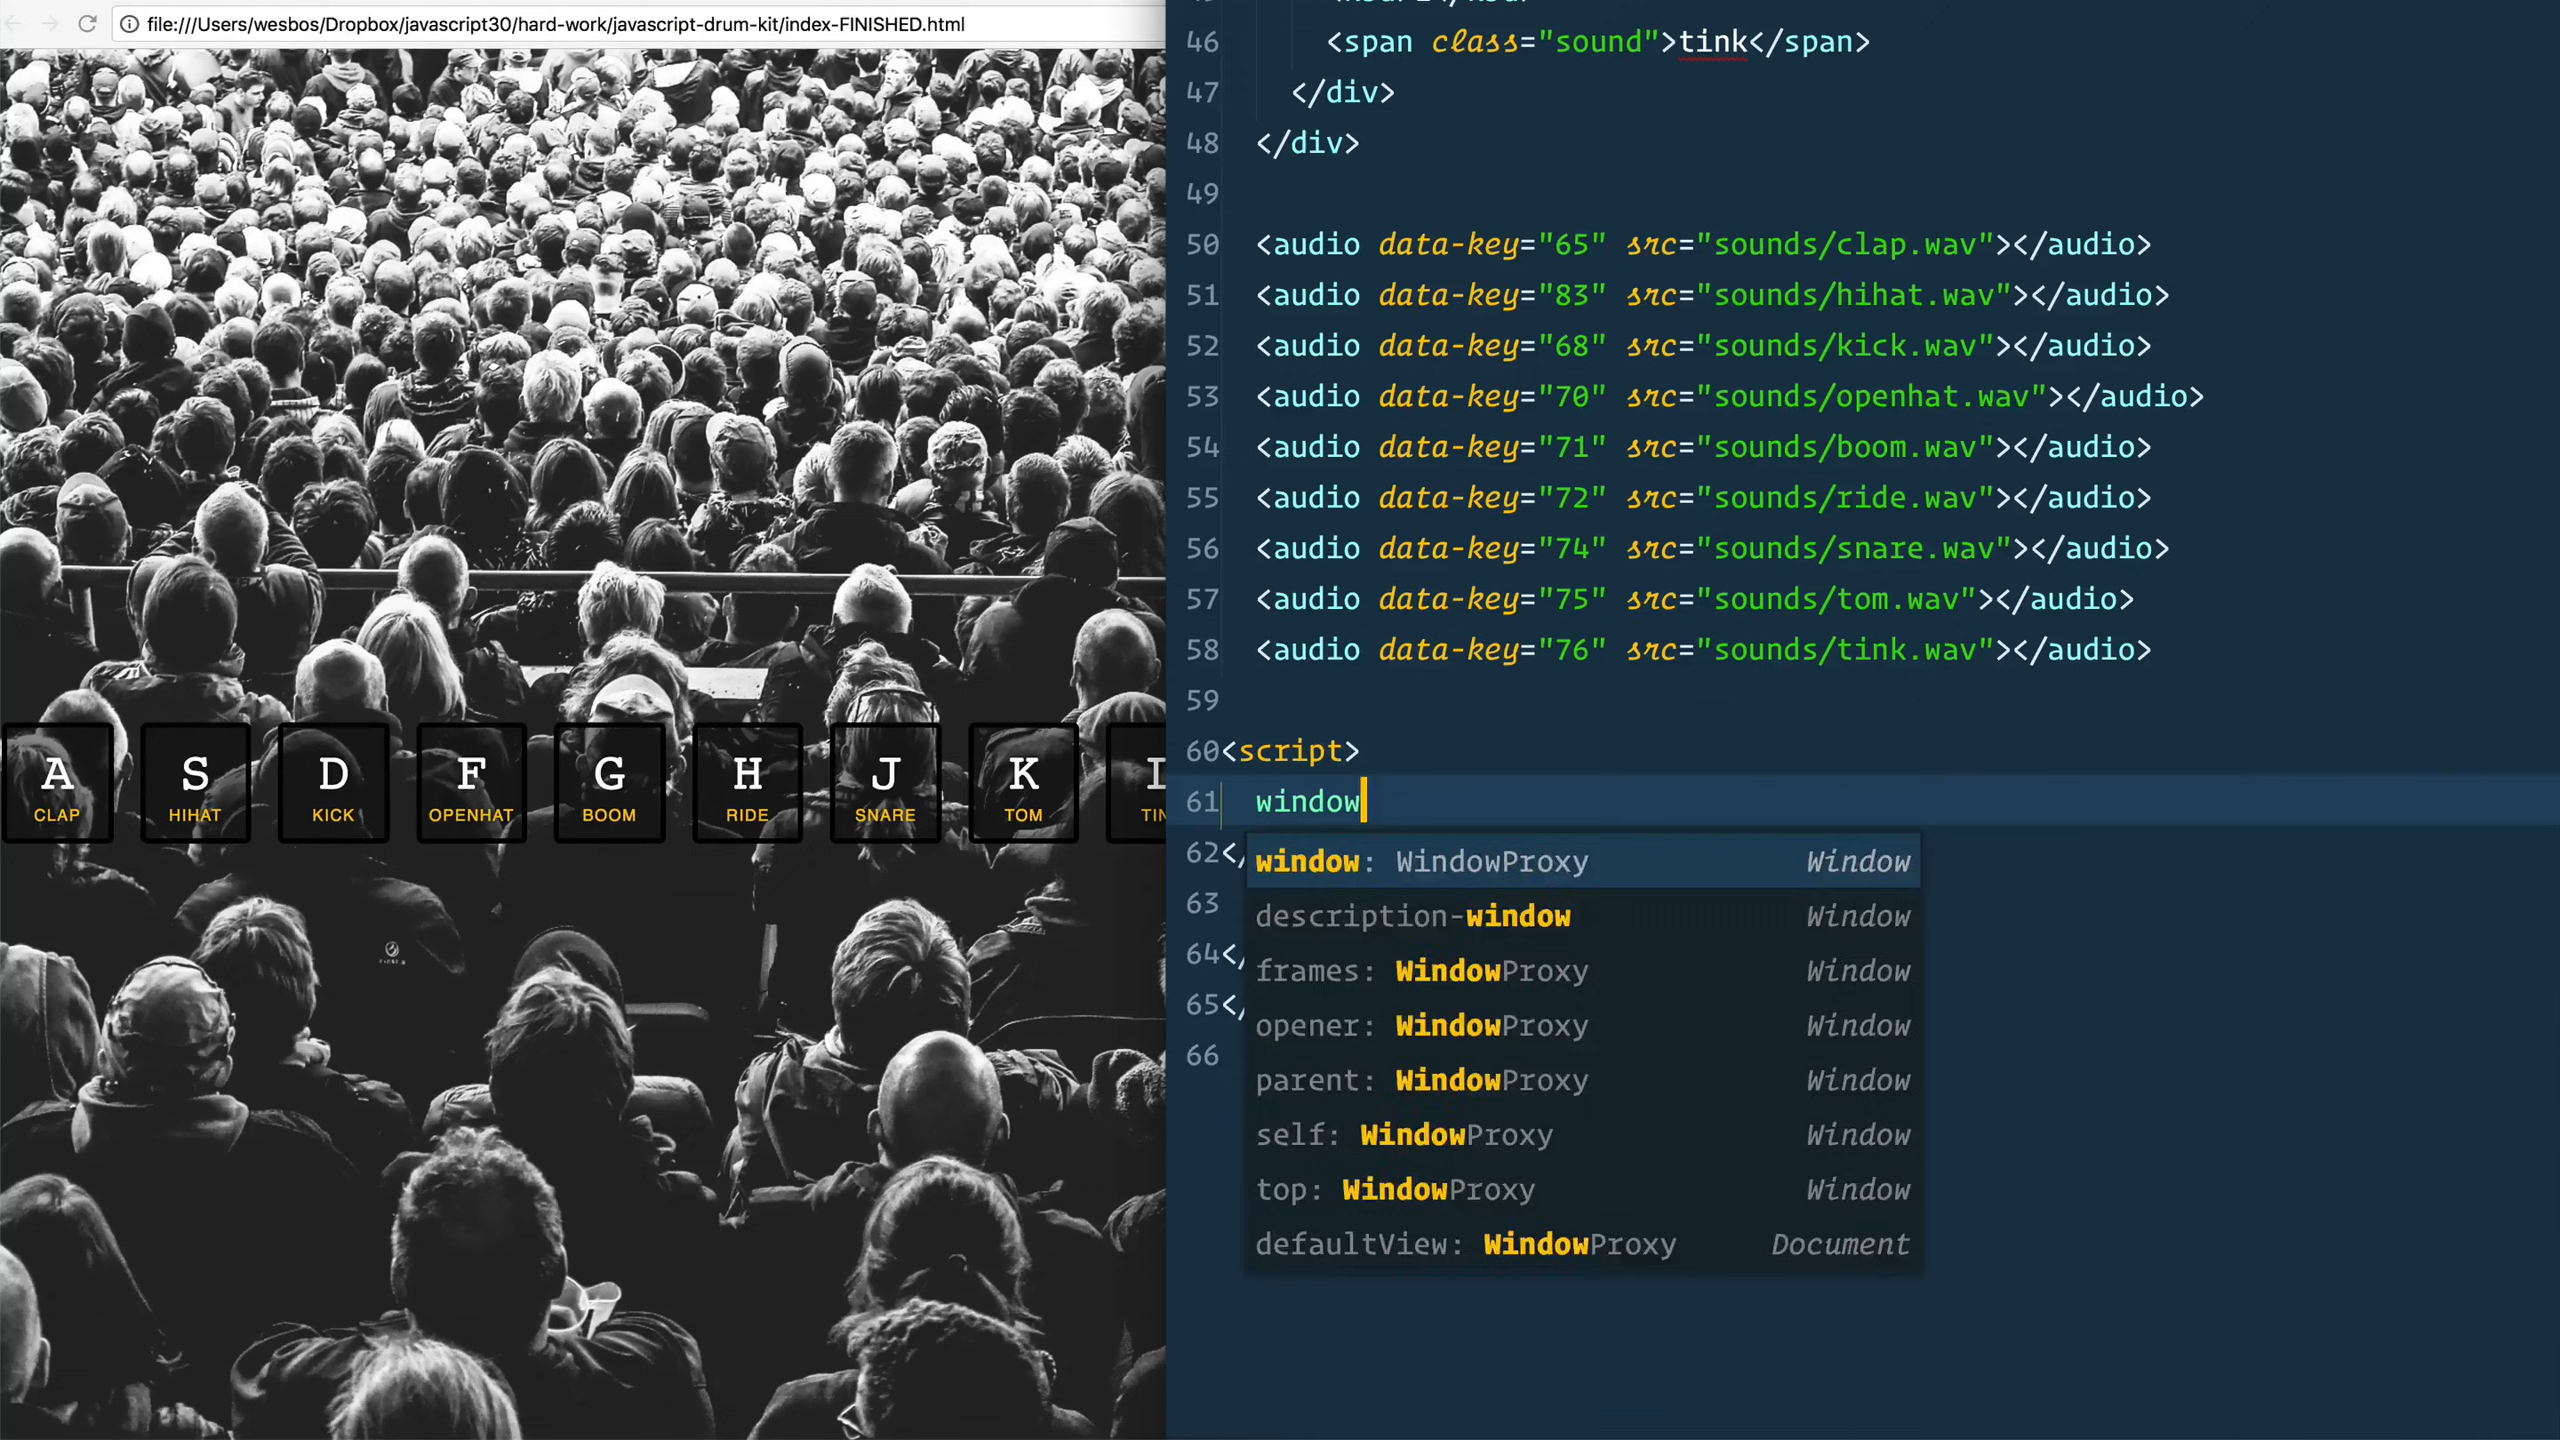 file:///Users/wesbos/Dropbox/javascript30/hard-work/javascript-drum-kit/index-FINISHED.html
A
CLAP
S
HIHAT
D
KICK
F
OPENHAT
G
BOOM
H
RIDE
J
SNARE
K
TOM
TIN
46 <span class="sound">tink</span>
47 </div>
48 </div>
49
50 <audio data-key="65" src="sounds/clap.wav"></audio>
51 <audio data-key="83" src="sounds/hihat.wav"></audio>
52 <audio data-key="68" src="sounds/kick.wav"></audio>
53 <audio data-key="70" src="sounds/openhat.wav"></audio>
54 <audio data-key="71" src="sounds/boom.wav"></audio>
55 <audio data-key="72" src="sounds/ride.wav"></audio>
56 <audio data-key="74" src="sounds/snare.wav"></audio>
57 <audio data-key="75" src="sounds/tom.wav"></audio>
58 <audio data-key="76" src="sounds/tink.wav"></audio>
59
60 <script>
61 window
62 </
63
64 </
65 </
66
window: WindowProxy Window
description-window Window
frames: WindowProxy Window
opener: WindowProxy Window
parent: WindowProxy Window
self: WindowProxy Window
top: WindowProxy Window
defaultView: WindowProxy Document